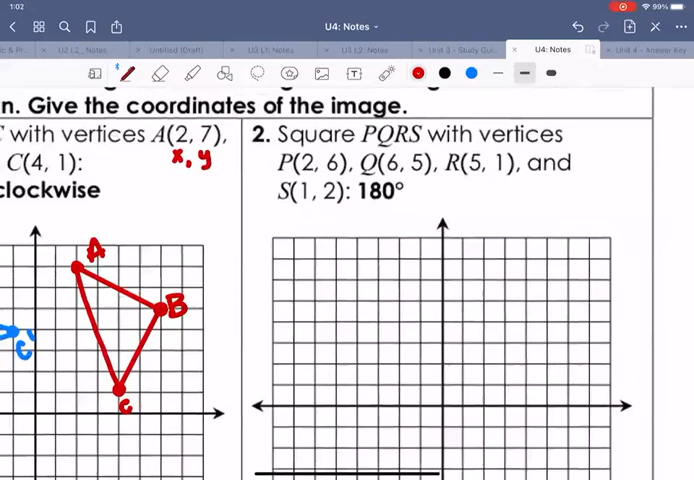 1:02
99%
U4: Notes
U2 L2_ Notes
Untitled (Draft)
U3 L1: Notes
U3 L2: Notes
Unit 3 - Study Gui...
U4: Notes
Unit 4 - Answer Key
n. Give the coordinates of the image.
C with vertices A(2, 7),
x, y
C(4, 1):
clockwise
2. Square PQRS with vertices
P(2, 6), Q(6, 5), R(5, 1), and
S(1, 2): 180°
A
B
C'
C